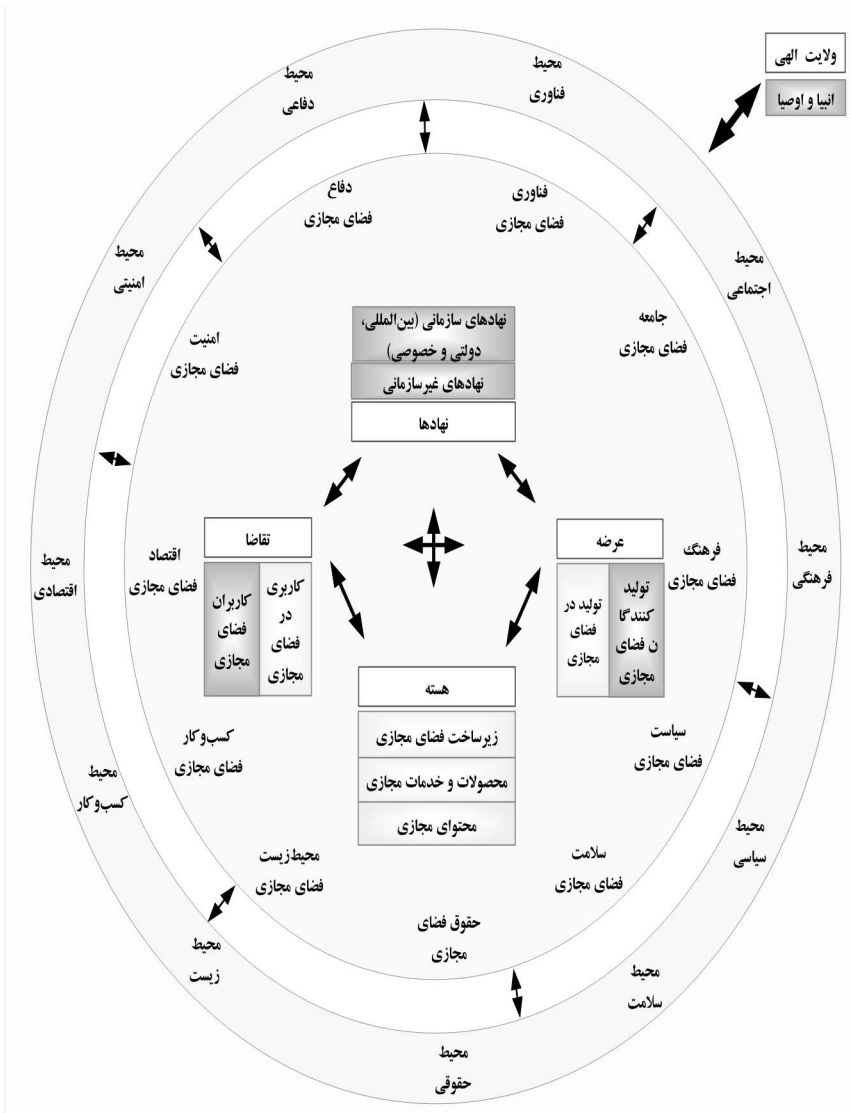 ولایت الهی
انبیا و اوصیا
محیط
فناوری
محیط
دفاعی
دفاع
فضای مجازی
فناوری
فضای مجازی
محیط
اجتماعی
محیط
امنیتی
جامعه
فضای مجازی
امنیت
فضای مجازی
نهادهای سازمانی (بین‌المللی،
دولتی و خصوصی)
نهادهای غیرسازمانی
نهادها
عرضه
تولید
کنندگا
ن فضای
مجازی
تولید در
فضای
مجازی
تقاضا
کاربری
در
فضای
مجازی
کاربران
فضای
مجازی
فرهنگ
فضای مجازی
محیط
فرهنگی
اقتصاد
فضای مجازی
محیط
اقتصادی
هسته
زیرساخت فضای مجازی
محصولات و خدمات مجازی
محتوای مجازی
سیاست
فضای مجازی
کسب‌و‌کار
فضای مجازی
محیط
کسب‌و‌کار
محیط
سیاسی
سلامت
فضای مجازی
محیط‌زیست
فضای مجازی
حقوق فضای
مجازی
محیط
زیست
محیط
سلامت
محیط
حقوقی